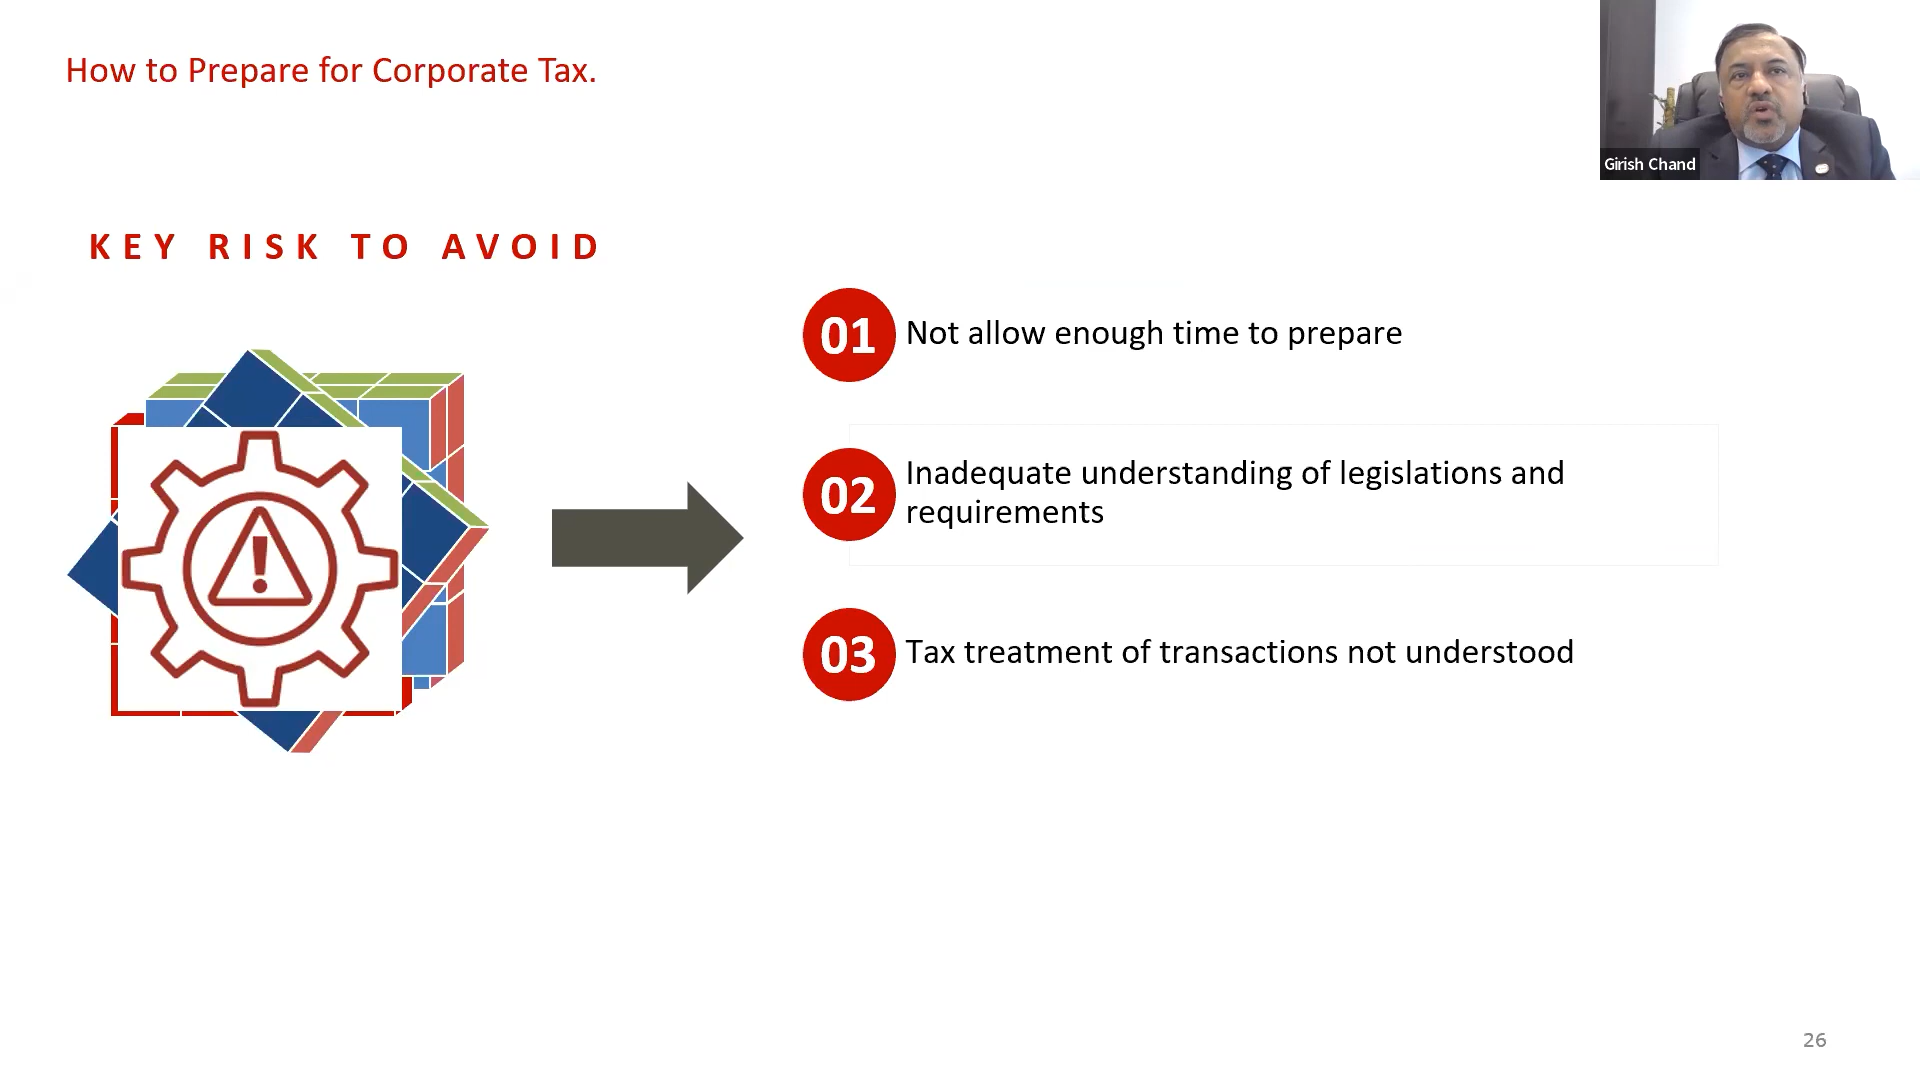 How to Prepare for Corporate Tax.
Girish Chand
KEY RISK TO AVOID
01 Not allow enough time to prepare
02 Inadequate understanding of legislations and
requirements
03 Tax treatment of transactions not understood
26